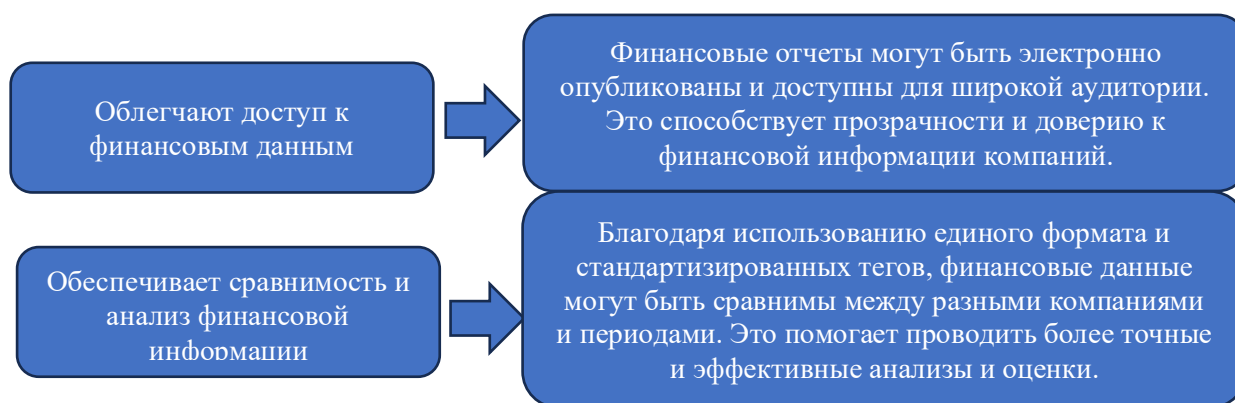 Облегчают доступ к
финансовым данным
Финансовые отчеты могут быть электронно
опубликованы и доступны для широкой аудитории.
Это способствует прозрачности и доверию к
финансовой информации компаний.
Обеспечивает сравнимость и
анализ финансовой
информации
Благодаря использованию единого формата и
стандартизированных тегов, финансовые данные
могут быть сравнимы между разными компаниями
и периодами. Это помогает проводить более точные
и эффективные анализы и оценки.